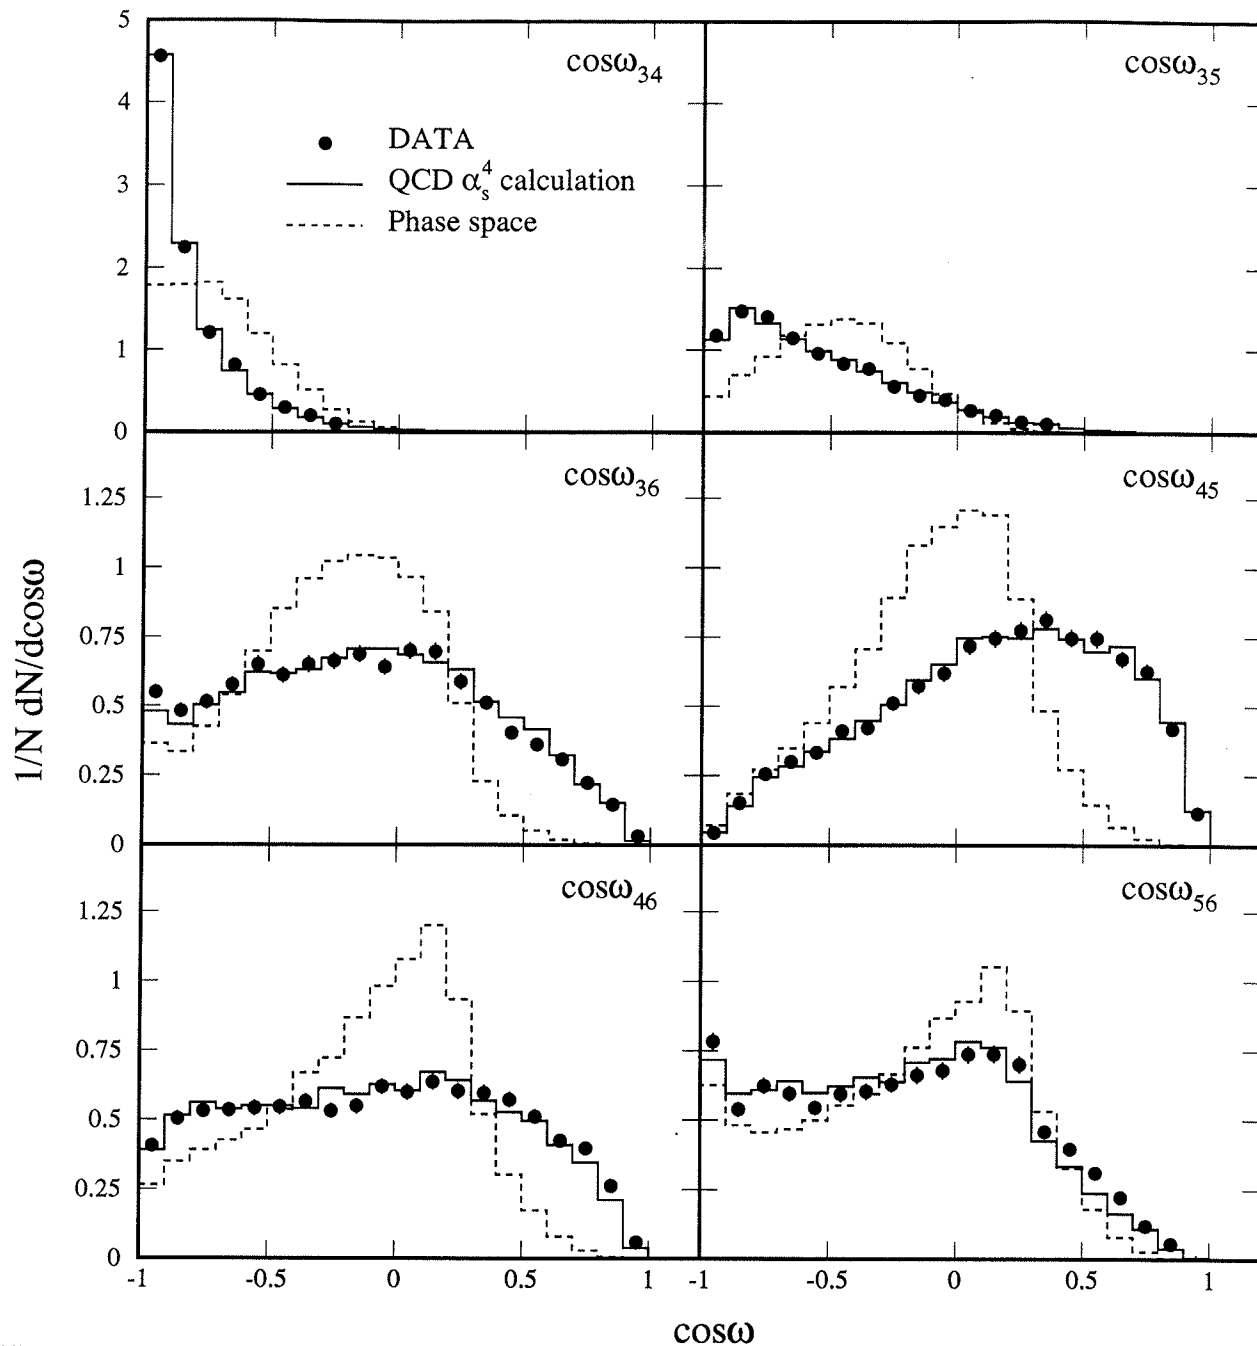 5
4
3
2
1
0
cosω34
cosω35
DATA
QCD αs4 calculation
Phase space
1.25
1
0.75
0.5
0.25
0
cosω36
cosω45
1/N dN/dcosω
1.25
1
0.75
0.5
0.25
0
cosω46
cosω56
-1 -0.5 0 0.5 1 -1 -0.5 0 0.5 1
cosω